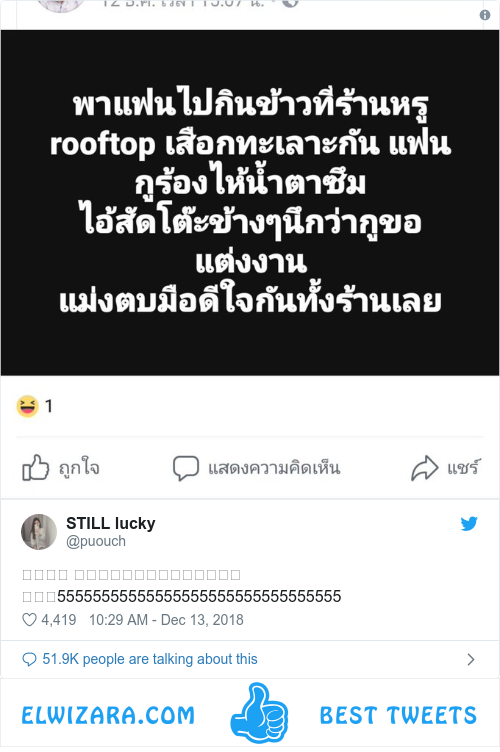 12 ธ.ค. เวลา 15.07 น.
พาแฟนไปกินข้าวที่ร้านหรู
rooftop เสือกทะเลาะกัน แฟน
กูร้องไห้น้ำตาซึม
ไอ้สัดโต๊ะข้างๆนึกว่ากูขอ
แต่งงาน
แม่งตบมือดีใจกันทั้งร้านเลย
1
ถูกใจ แสดงความคิดเห็น แชร์
STILL lucky
@puouch
55555555555555555555555555555555
4,419 10:29 AM - Dec 13, 2018
51.9K people are talking about this
ELWIZARA.COM BEST TWEETS